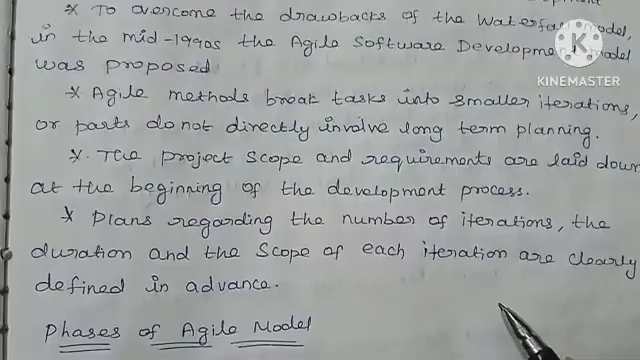 * To overcome the drawbacks of the Waterfall model,
in the mid-1990s the Agile Software Development model
was proposed.
* Agile methods break tasks into smaller iterations,
or parts do not directly involve long term planning.
* The project scope and requirements are laid down
at the beginning of the development process.
* Plans regarding the number of iterations, the
duration and the scope of each iteration are clearly
defined in advance.
Phases of Agile Model
KINEMASTER